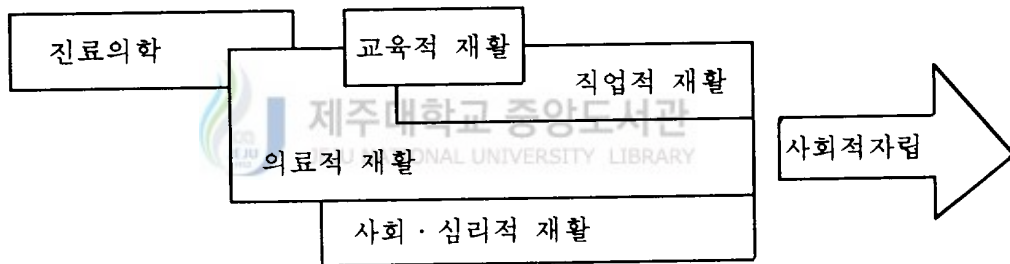 진료의학
교육적 재활
직업적 재활
제주대학교 중앙도서관
JEJU NATIONAL UNIVERSITY LIBRARY
의료적 재활
사회적자립
사회 · 심리적 재활